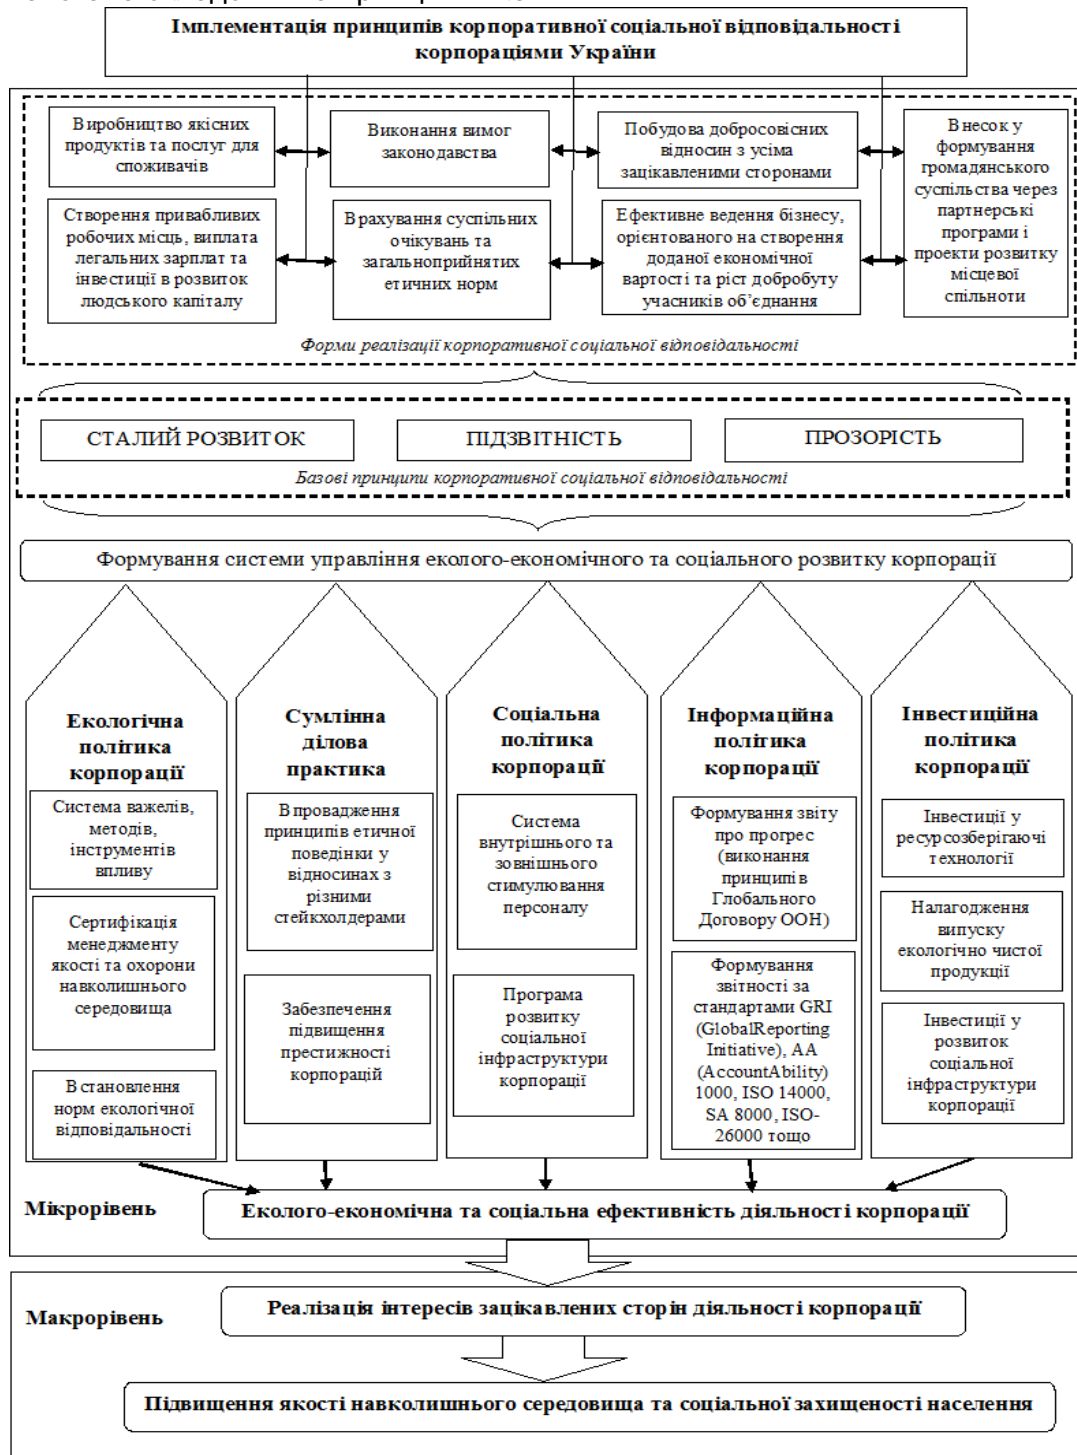 Імплементація принципів корпоративної соціальної відповідальності
корпораціями України
Виробництво якісних
продуктів та послуг для
споживачів
Виконання вимог
законодавства
Побудова добросовісних
відносин з усіма
зацікавленими сторонами
Внесок у
формування
громадянського
суспільства через
партнерські
програми і
проекти розвитку
місцевої
спільноти
Створення привабливих
робочих місць, виплата
легальних зарплат та
інвестиції в розвиток
людського капіталу
Врахування суспільних
очікувань та
загальноприйнятих
етичних норм
Ефективне ведення бізнесу,
орієнтованого на створення
доданої економічної
вартості та ріст добробуту
учасників об’єднання
Форми реалізації корпоративної соціальної відповідальності
СТАЛИЙ РОЗВИТОК
ПІДЗВІТНІСТЬ
ПРОЗОРІСТЬ
Базові принципи корпоративної соціальної відповідальності
Формування системи управління еколого-економічного та соціального розвитку корпорації
Екологічна
політика
корпорації
Система важелів,
методів,
інструментів
впливу
Сертифікація
менеджменту
якості та охорони
навколишнього
середовища
Встановлення
норм екологічної
відповідальності
Сумлінна
ділова
практика
Впровадження
принципів етичної
поведінки у
відносинах з
різними
стейкхолдерами
Забезпечення
підвищення
престижності
корпорацій
Соціальна
політика
корпорації
Система
внутрішнього та
зовнішнього
стимулювання
персоналу
Програма
розвитку
соціальної
інфраструктури
корпорації
Інформаційна
політика
корпорації
Формування звіту
про прогрес
(виконання
принципів
Глобального
Договору ООН)
Формування
звітності за
стандартами GRI
(GlobalReporting
Initiative), AA
(AccountAbility)
1000, ISO 14000,
SA 8000, ISO-
26000 тощо
Інвестиційна
політика
корпорації
Інвестиції у
ресурсозберігаючі
технології
Налагодження
випуску
екологічно чистої
продукції
Інвестиції у
розвиток
соціальної
інфраструктури
корпорації
Мікрорівень
Еколого-економічна та соціальна ефективність діяльності корпорації
Реалізація інтересів зацікавлених сторін діяльності корпорації
Макрорівень
Підвищення якості навколишнього середовища та соціальної захищеності населення